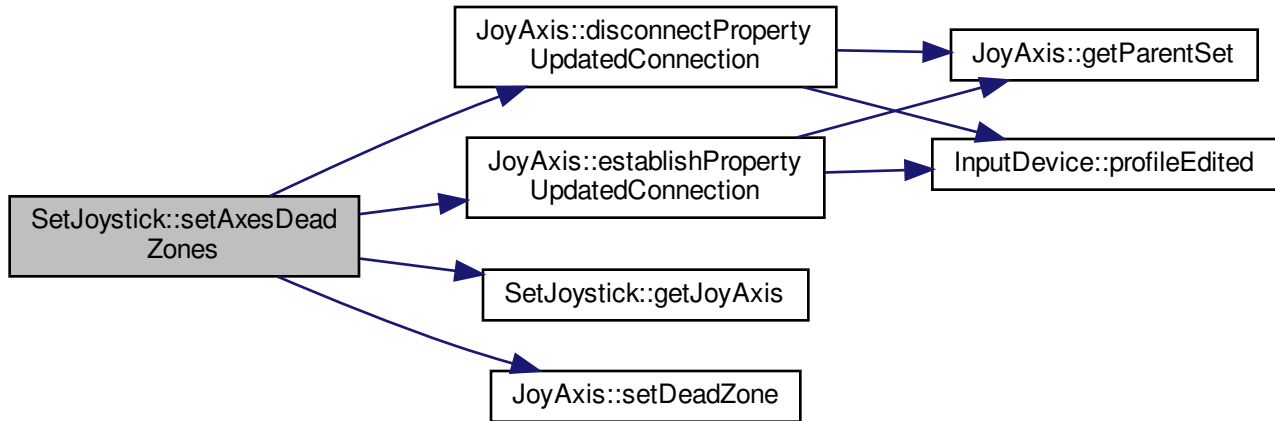 JoyAxis::disconnectProperty
UpdatedConnection
JoyAxis::getParentSet
JoyAxis::establishProperty
UpdatedConnection
InputDevice::profileEdited
SetJoystick::setAxesDead
Zones
SetJoystick::getJoyAxis
JoyAxis::setDeadZone